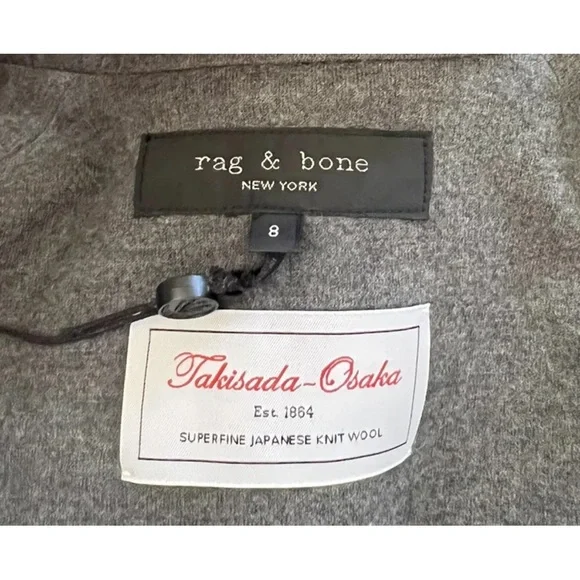 rag & bone
NEW YORK
8
Takisada-Osaka
Est. 1864
SUPERFINE JAPANESE KNIT WOOL